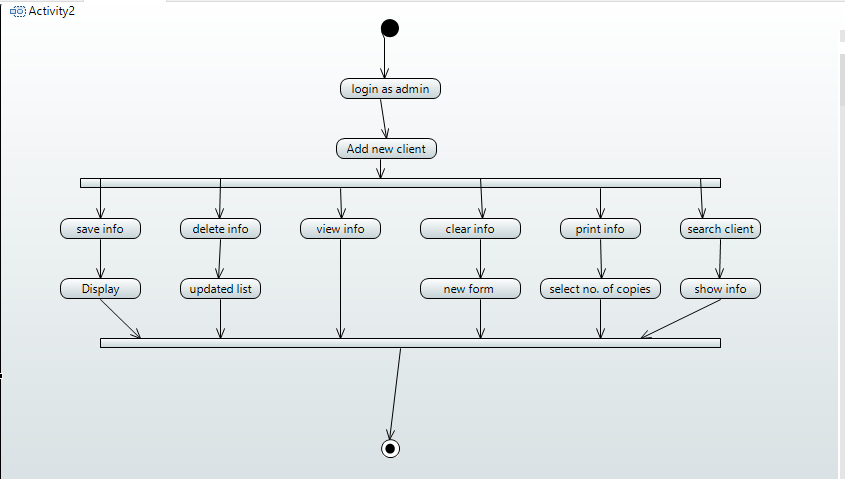 Activity2
login as admin
Add new client
save info
delete info
view info
clear info
print info
search client
Display
updated list
new form
select no. of copies
show info